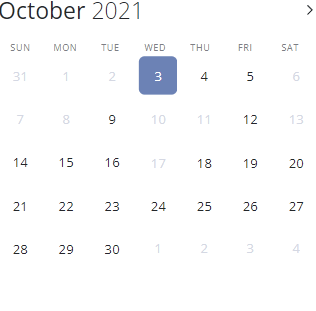 October 2021
SUN MON TUE WED THU FRI SAT
31 1 2 3 4 5 6
7 8 9 10 11 12 13
14 15 16 17 18 19 20
21 22 23 24 25 26 27
28 29 30 1 2 3 4